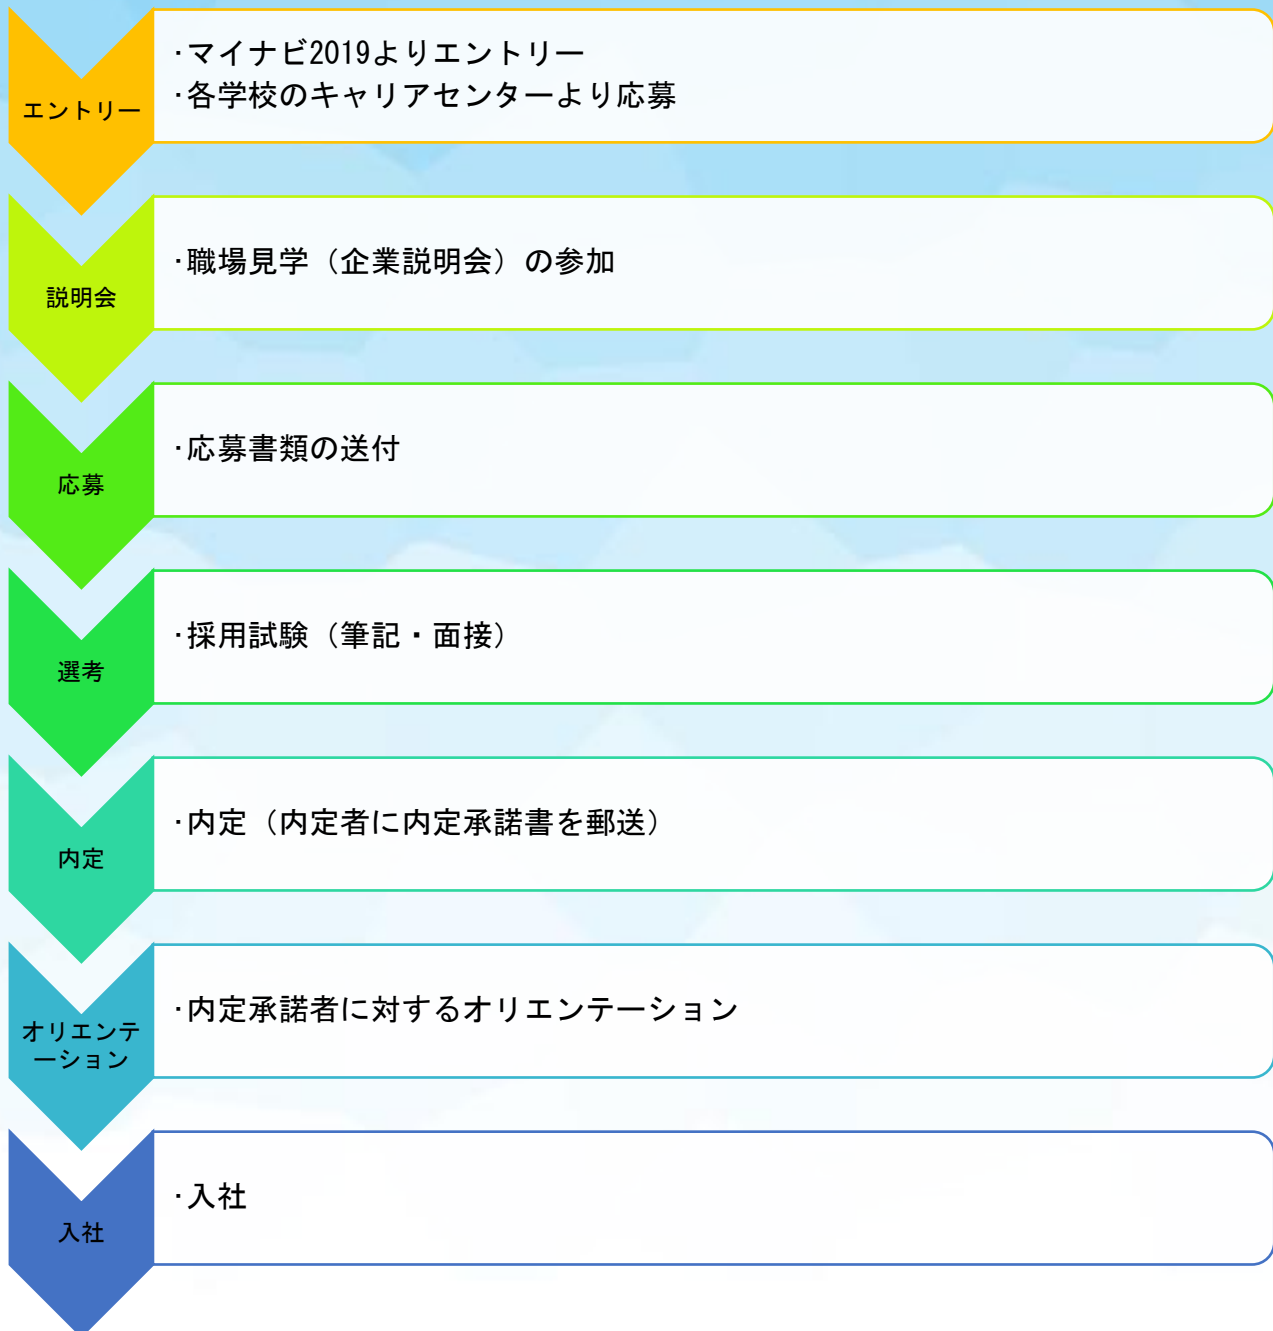 エントリー
・マイナビ2019よりエントリー
・各学校のキャリアセンターより応募
説明会
・職場見学（企業説明会）の参加
応募
・応募書類の送付
選考
・採用試験（筆記・面接）
内定
・内定（内定者に内定承諾書を郵送）
オリエンテ
ーション
・内定承諾者に対するオリエンテーション
入社
・入社